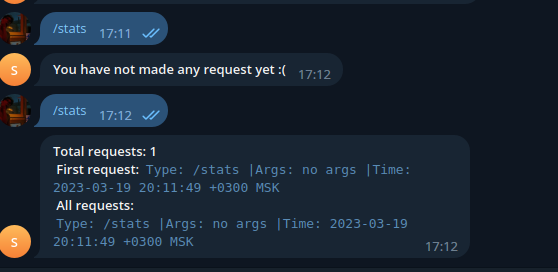 /stats 17:11
S
You have not made any request yet :( 17:12
/stats 17:12
Total requests: 1
First request: Type: /stats |Args: no args |Time:
2023-03-19 20:11:49 +0300 MSK
All requests:
Type: /stats |Args: no args |Time: 2023-03-19
20:11:49 +0300 MSK
S
17:12